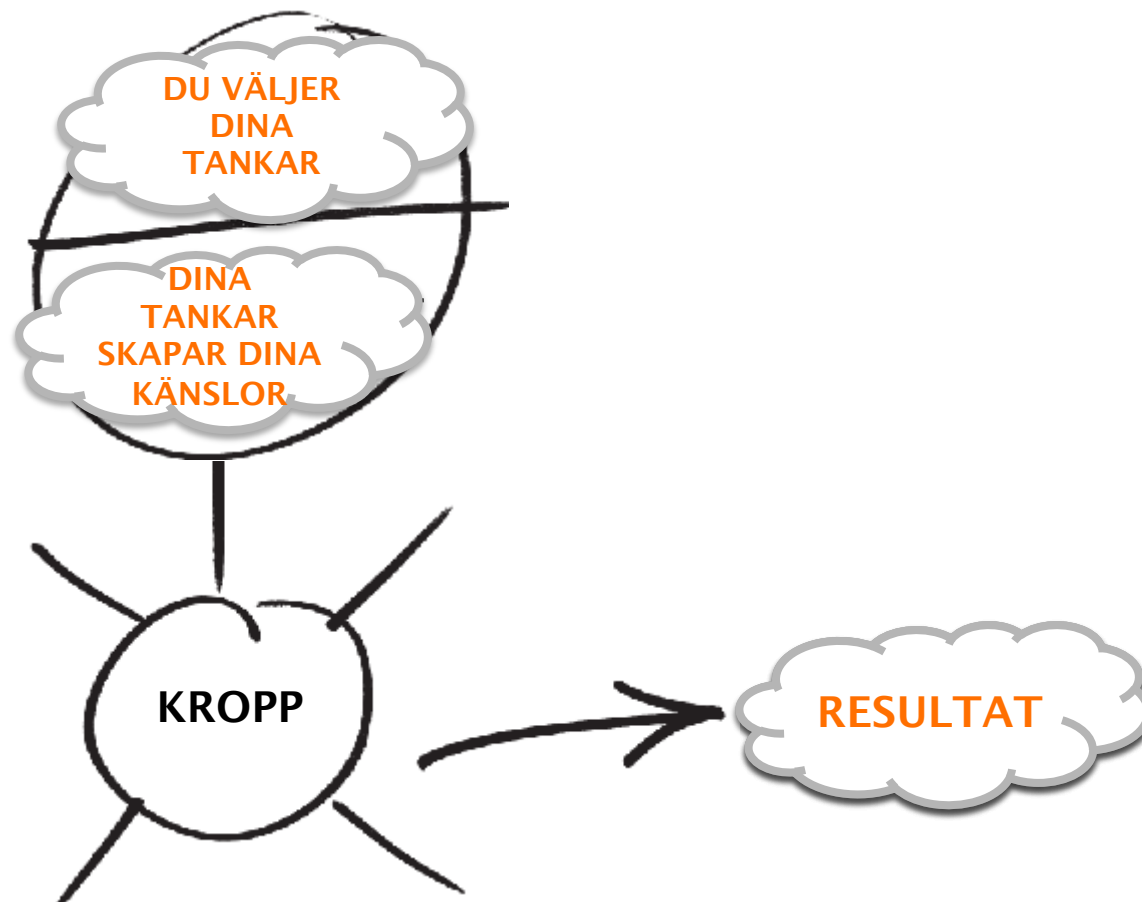 DU VÄLJER
DINA
TANKAR
DINA
TANKAR
SKAPAR DINA
KÄNSLOR
KROPP
RESULTAT